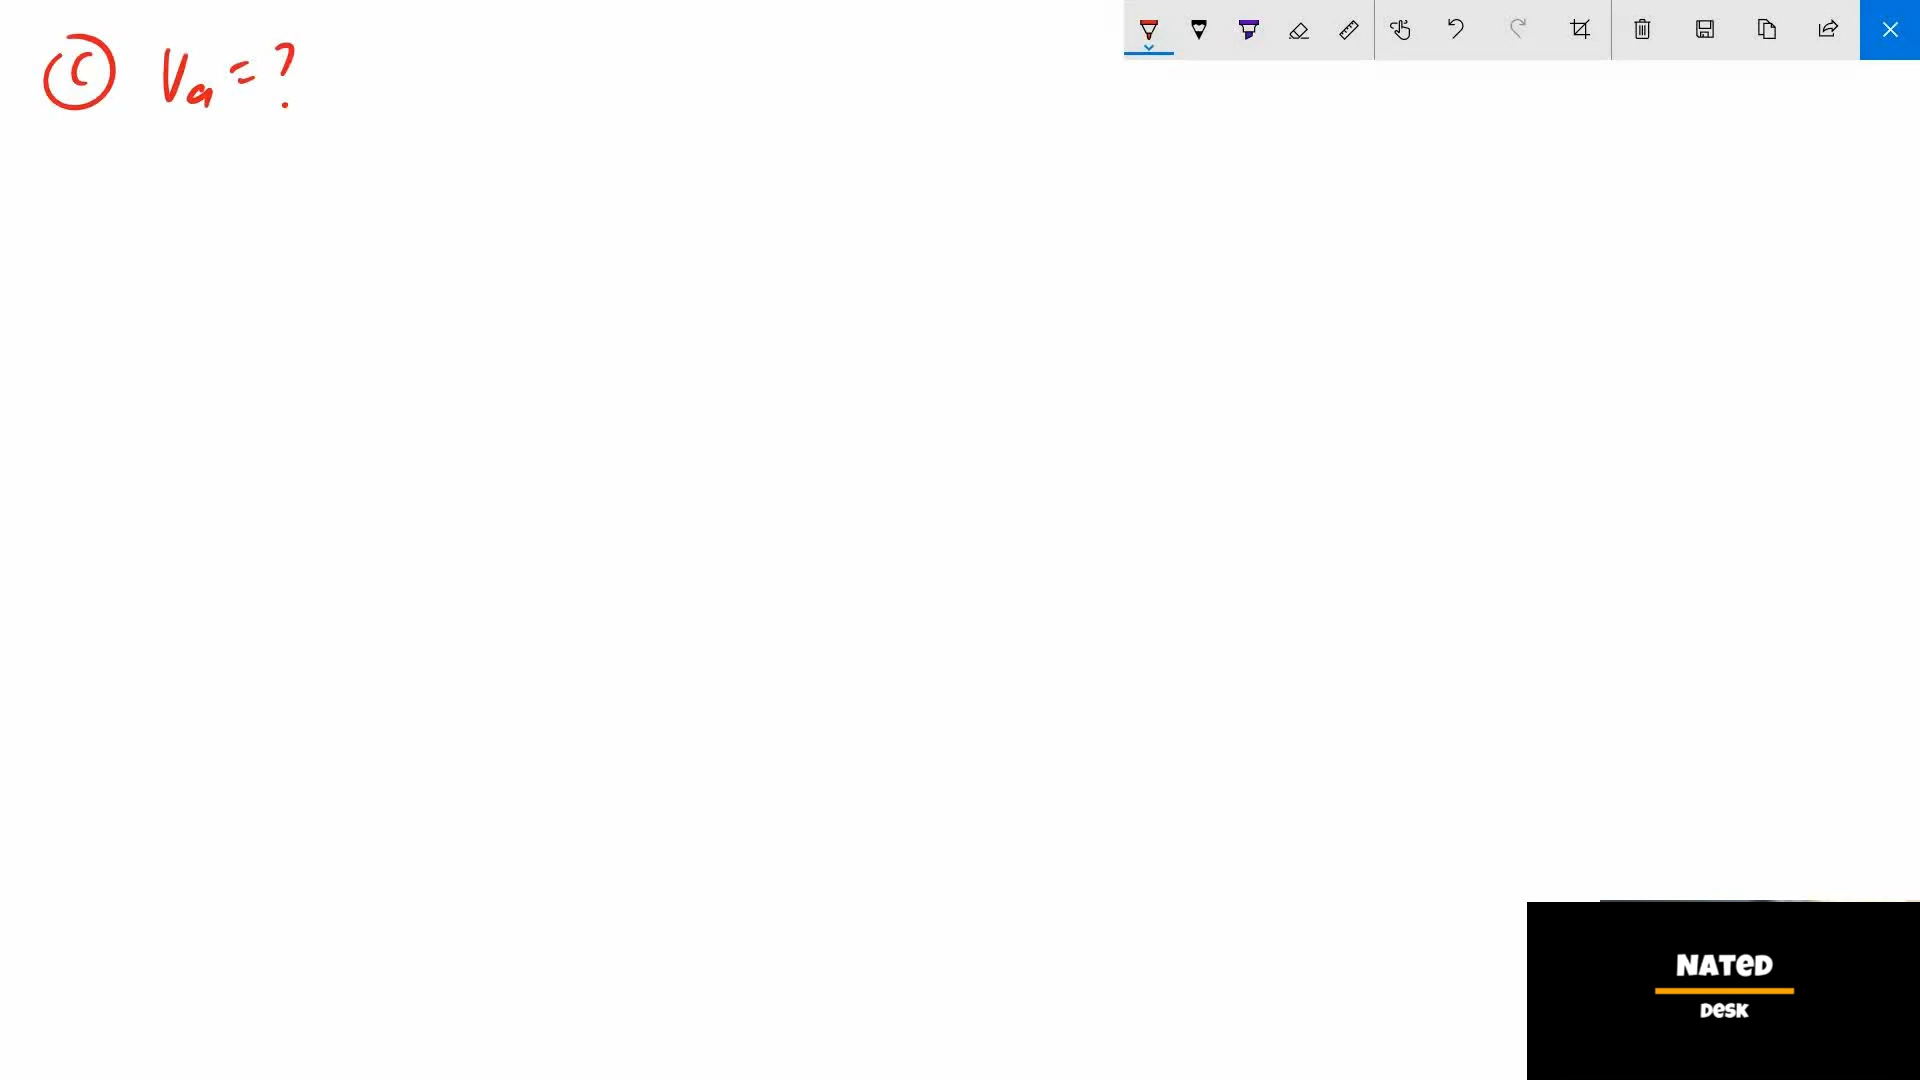 Ⓒ Va = ?
NATED
DESK